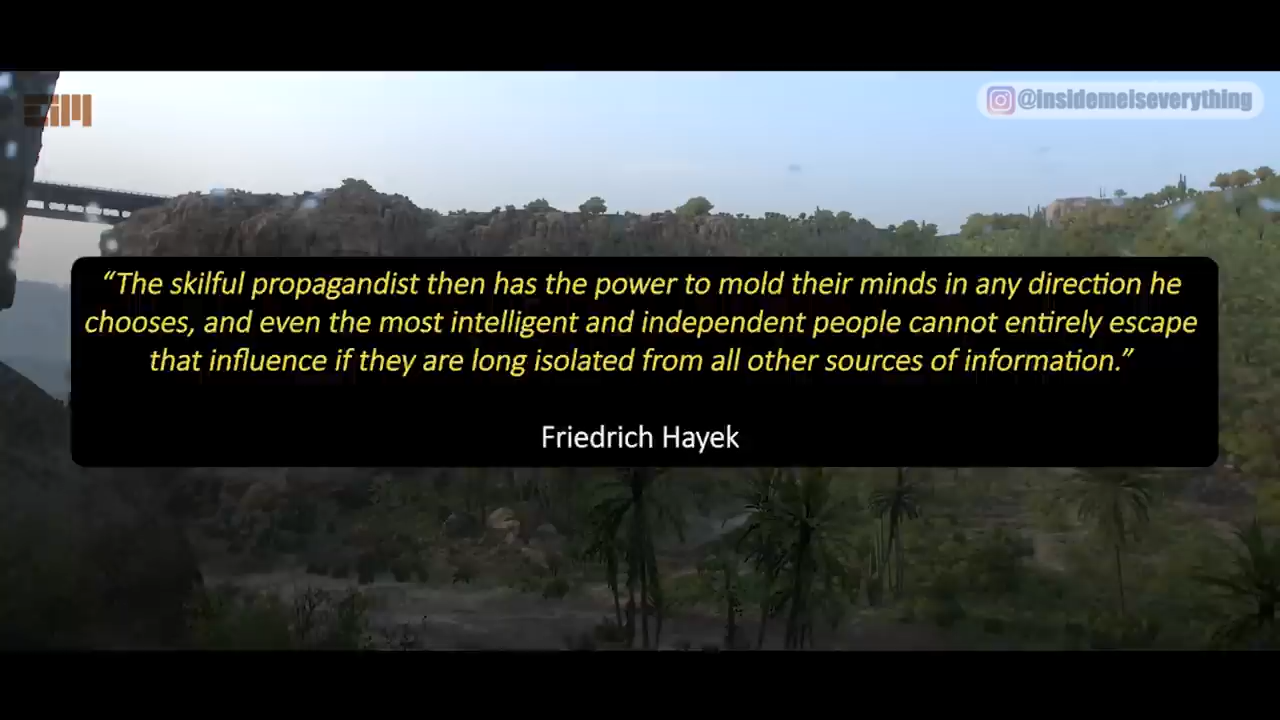 @insidemeiseverything
“The skilful propagandist then has the power to mold their minds in any direction he
chooses, and even the most intelligent and independent people cannot entirely escape
that influence if they are long isolated from all other sources of information.”
Friedrich Hayek